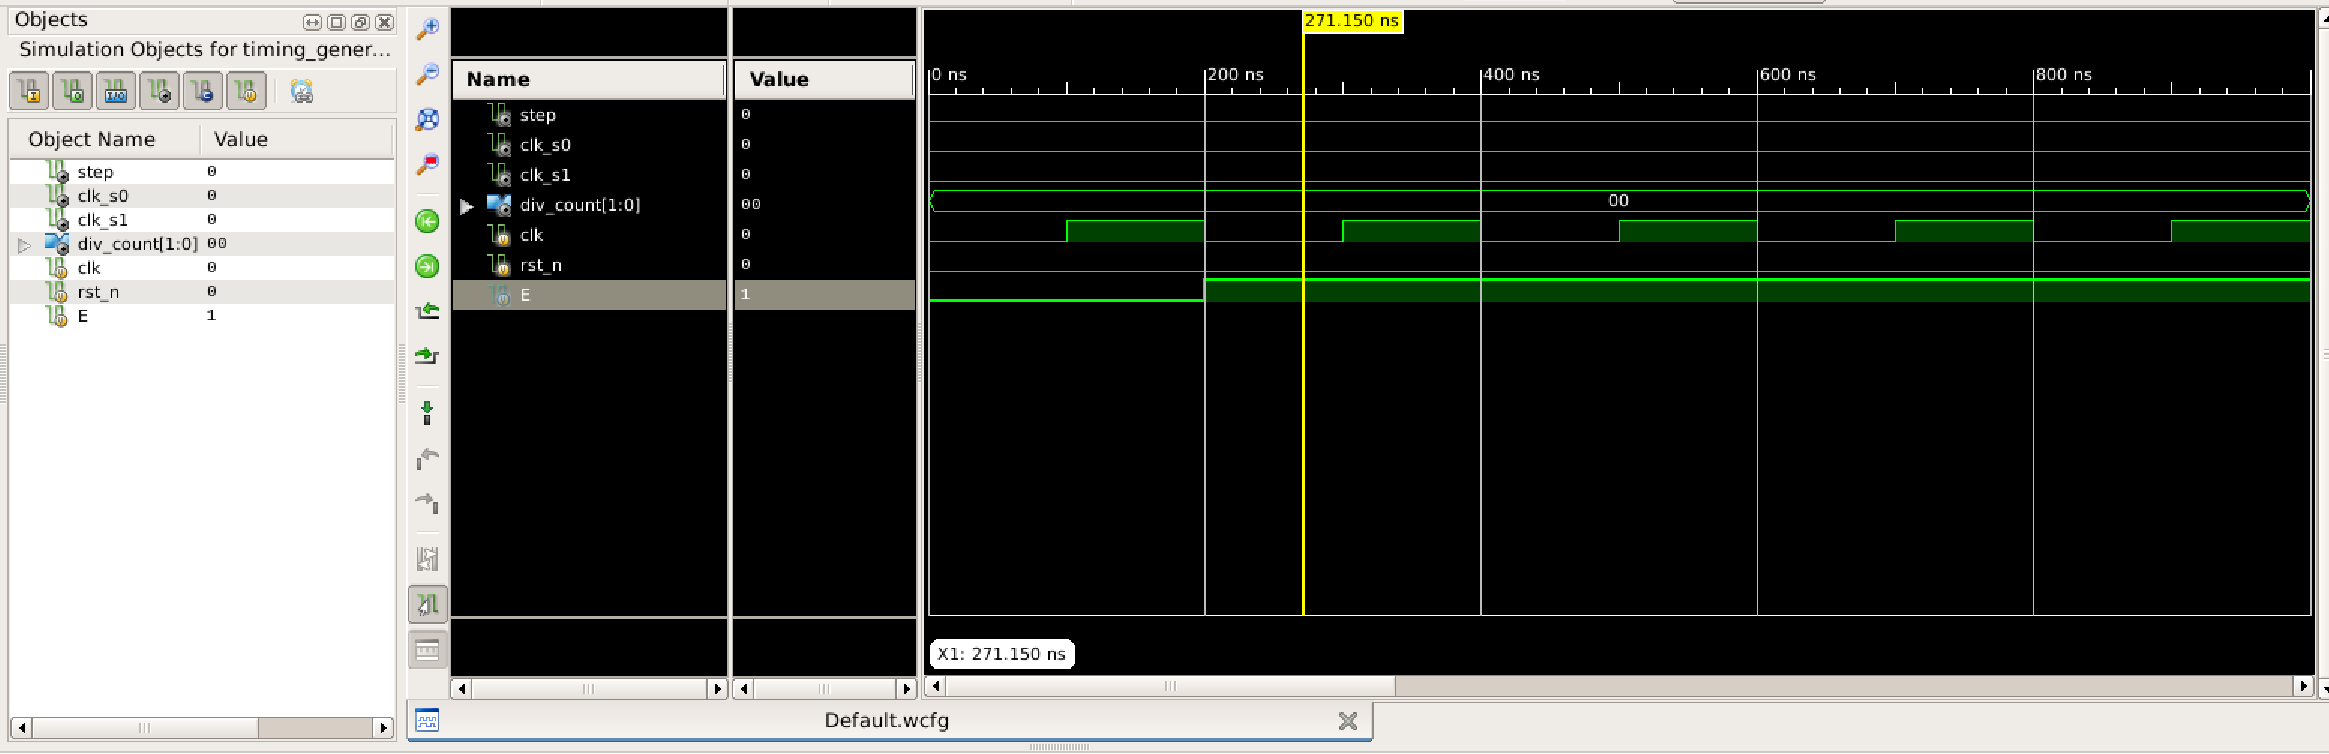 Objects
Simulation Objects for timing_gener...
Object Name Value
step 0
clk_s0 0
clk_s1 0
div_count[1:0] 00
clk 0
rst_n 0
E 1
Name Value
step 0
clk_s0 0
clk_s1 0
div_count[1:0] 00
clk 0
rst_n 0
E 1
271.150 ns
0 ns 200 ns 400 ns 600 ns 800 ns
00
X1: 271.150 ns
Default.wcfg